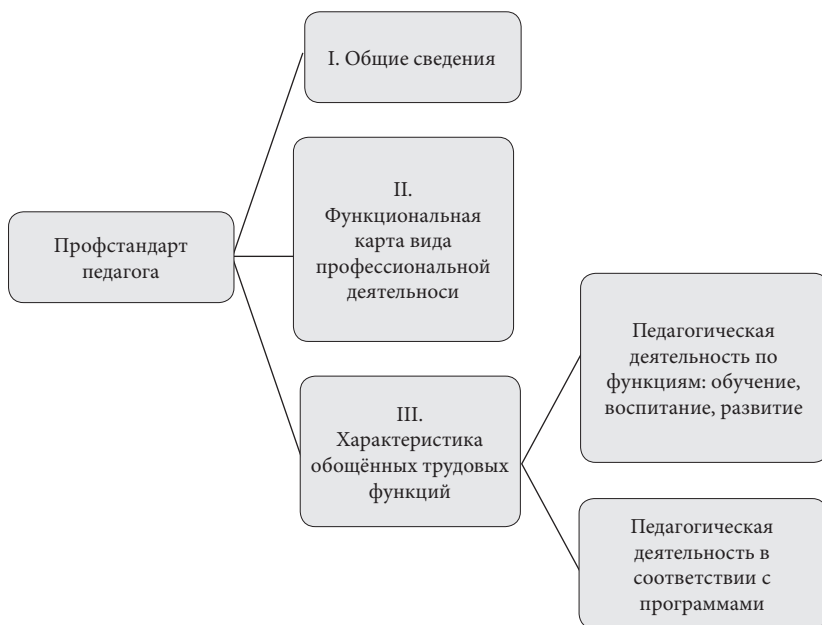 I. Общие сведения
II.
Функциональная
карта вида
профессиональной
деятельноси
Профстандарт
педагога
III.
Характеристика
обощённых трудовых
функций
Педагогическая
деятельность по
функциям: обучение,
воспитание, развитие
Педагогическая
деятельность в
соответствии с
программами